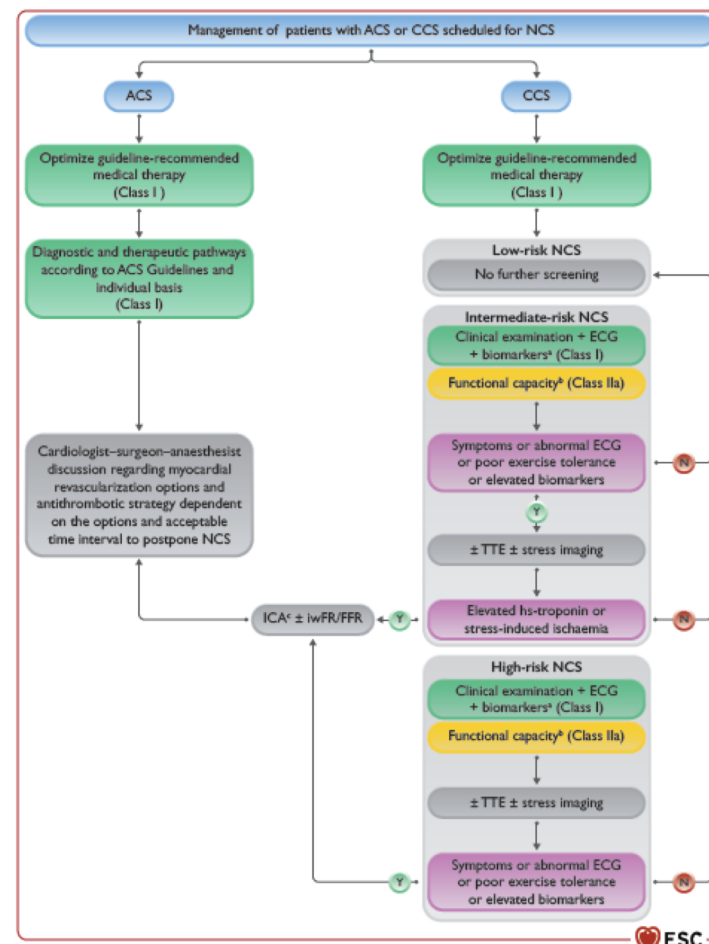 Management of patients with ACS or CCS scheduled for NCS
ACS
CCS
Optimize guideline-recommended
medical therapy
(Class I )
Optimize guideline-recommended
medical therapy
(Class I )
Diagnostic and therapeutic pathways
according to ACS Guidelines and
individual basis
(Class I)
Low-risk NCS
No further screening
Intermediate-risk NCS
Clinical examination + ECG
+ biomarkersᵃ (Class I)
Functional capacityᵇ (Class IIa)
Cardiologist–surgeon–anaesthesist
discussion regarding myocardial
revascularization options and
antithrombotic strategy dependent
on the options and acceptable
time interval to postpone NCS
Symptoms or abnormal ECG
or poor exercise tolerance
or elevated biomarkers
N
Y
± TTE ± stress imaging
ICAᶜ ± iwFR/FFR
Y
Elevated hs-troponin or
stress-induced ischaemia
N
High-risk NCS
Clinical examination + ECG
+ biomarkersᵃ (Class I)
Functional capacityᵇ (Class IIa)
± TTE ± stress imaging
Y
Symptoms or abnormal ECG
or poor exercise tolerance
or elevated biomarkers
N
ESC